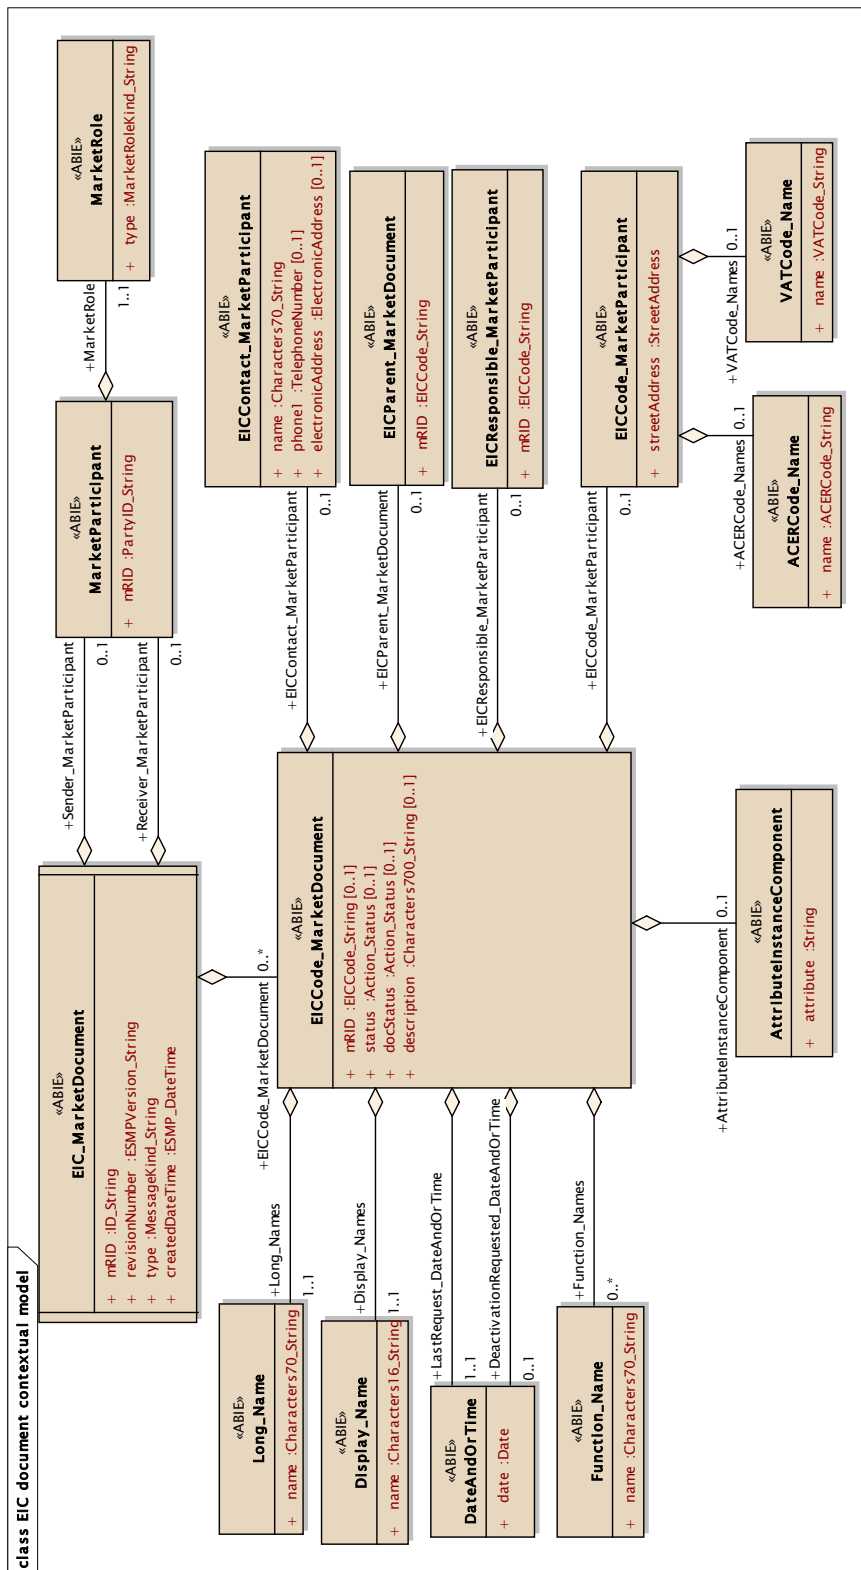 class EIC document contextual model
«ABIE»
EIC_MarketDocument
+ mRID :ID_String
+ revisionNumber :ESMPVersion_String
+ type :MessageKind_String
+ createdDateTime :ESMP_DateTime
+Sender_MarketParticipant
0..1
+Receiver_MarketParticipant
0..1
«ABIE»
MarketParticipant
+ mRID :PartyID_String
+MarketRole
1..1
«ABIE»
MarketRole
+ type :MarketRoleKind_String
+EICCode_MarketDocument
0..*
«ABIE»
Long_Name
+ name :Characters70_String
+Long_Names
1..1
«ABIE»
Display_Name
+ name :Characters16_String
+Display_Names
1..1
«ABIE»
DateAndOrTime
+ date :Date
+LastRequest_DateAndOrTime
1..1
+DeactivationRequested_DateAndOrTime
0..1
«ABIE»
Function_Name
+ name :Characters70_String
+Function_Names
0..*
«ABIE»
EICCode_MarketDocument
+ mRID :EICCode_String [0..1]
+ status :Action_Status [0..1]
+ docStatus :Action_Status [0..1]
+ description :Characters700_String [0..1]
+EICContact_MarketParticipant
0..1
«ABIE»
EICContact_MarketParticipant
+ name :Characters70_String
+ phone1 :TelephoneNumber [0..1]
+ electronicAddress :ElectronicAddress [0..1]
+EICParent_MarketDocument
0..1
«ABIE»
EICParent_MarketDocument
+ mRID :EICCode_String
+EICResponsible_MarketParticipant
0..1
«ABIE»
EICResponsible_MarketParticipant
+ mRID :EICCode_String
+EICCode_MarketParticipant
0..1
«ABIE»
EICCode_MarketParticipant
+ streetAddress :StreetAddress
+ACERCode_Names
0..1
«ABIE»
ACERCode_Name
+ name :ACERCode_String
+VATCode_Names
0..1
«ABIE»
VATCode_Name
+ name :VATCode_String
+AttributeInstanceComponent
0..1
«ABIE»
AttributeInstanceComponent
+ attribute :String